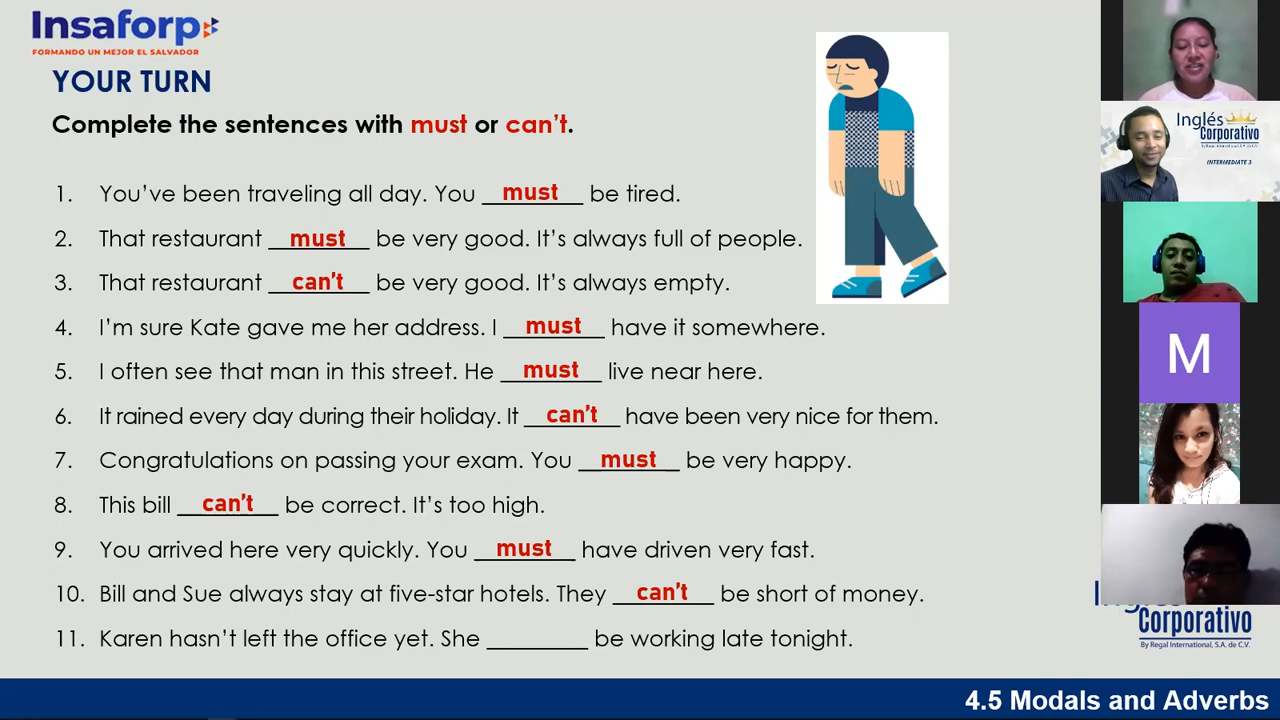 Insaforp
FORMANDO UN MEJOR EL SALVADOR
YOUR TURN
Complete the sentences with must or can't.
1. You've been traveling all day. You must be tired.
2. That restaurant must be very good. It's always full of people.
3. That restaurant can't be very good. It's always empty.
4. I'm sure Kate gave me her address. I must have it somewhere.
5. I often see that man in this street. He must live near here.
6. It rained every day during their holiday. It can't have been very nice for them.
7. Congratulations on passing your exam. You must be very happy.
8. This bill can't be correct. It's too high.
9. You arrived here very quickly. You must have driven very fast.
10. Bill and Sue always stay at five-star hotels. They can't be short of money.
11. Karen hasn't left the office yet. She ________ be working late tonight.
4.5 Modals and Adverbs
Inglés
Corporativo
By Regal International, S.A. de C.V.
INTERMEDIATE 3
M
Corporativo
By Regal International, S.A. de C.V.